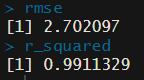 > rmse
[1] 2.702097
> r_squared
[1] 0.9911329